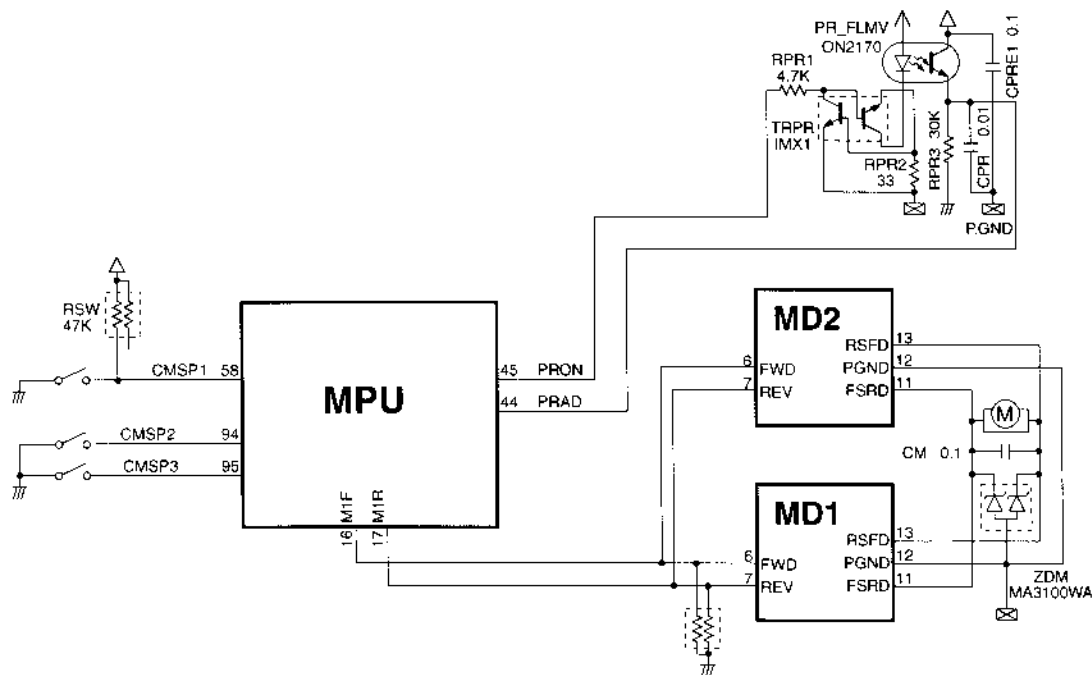 PR_FLMV
ON2170
CPRE1 0.1
RPR1
4.7K
TRPR
IMX1
RPR2
33
RPR3 30K
CPR 0.01
P.GND
RSW
47K
CMSP1 58
MPU
45 PRON
44 PRAD
CMSP2 94
CMSP3 95
16 M1F
17 M1R
MD2
6 FWD
7 REV
RSFD 13
PGND 12
FSRD 11
M
CM 0.1
MD1
6 FWD
7 REV
RSFD 13
PGND 12
FSRD 11
ZDM
MA3100WA